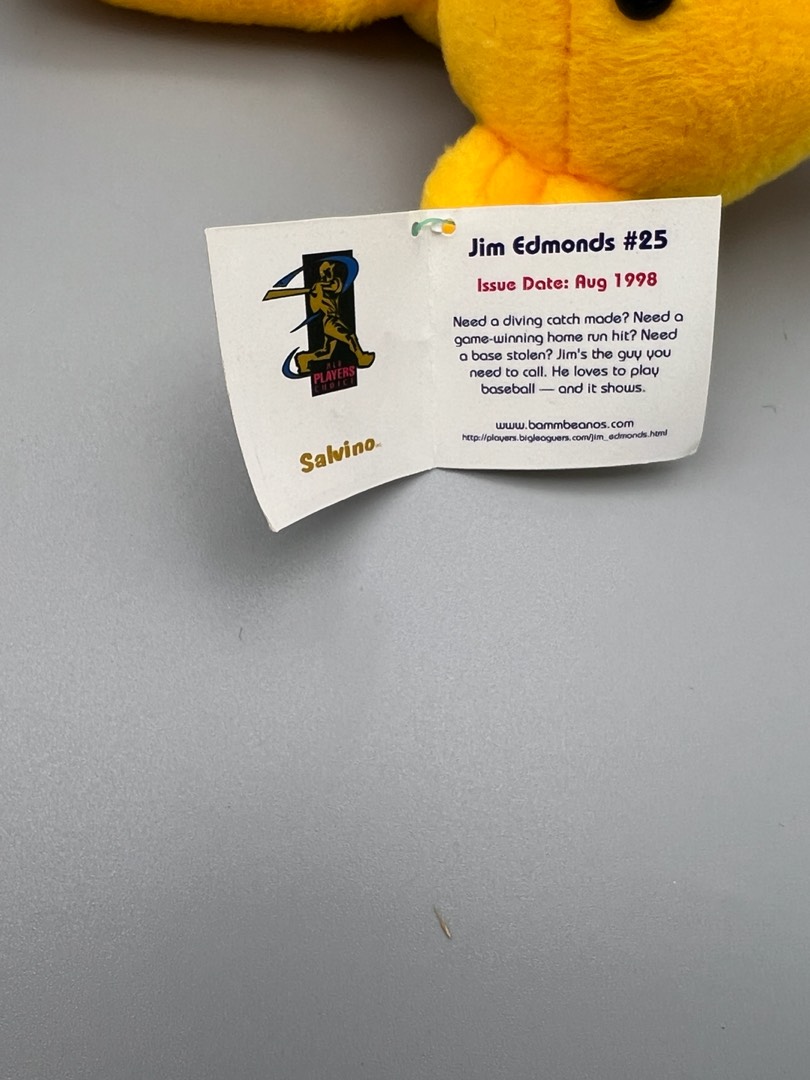 ALL
PLAYERS
CHOICE
Salvino
Jim Edmonds #25
Issue Date: Aug 1998
Need a diving catch made? Need a
game-winning home run hit? Need
a base stolen? Jim's the guy you
need to call. He loves to play
baseball — and it shows.
www.bammbeanos.com
http://players.bigleaguers.com/jim_edmonds.html